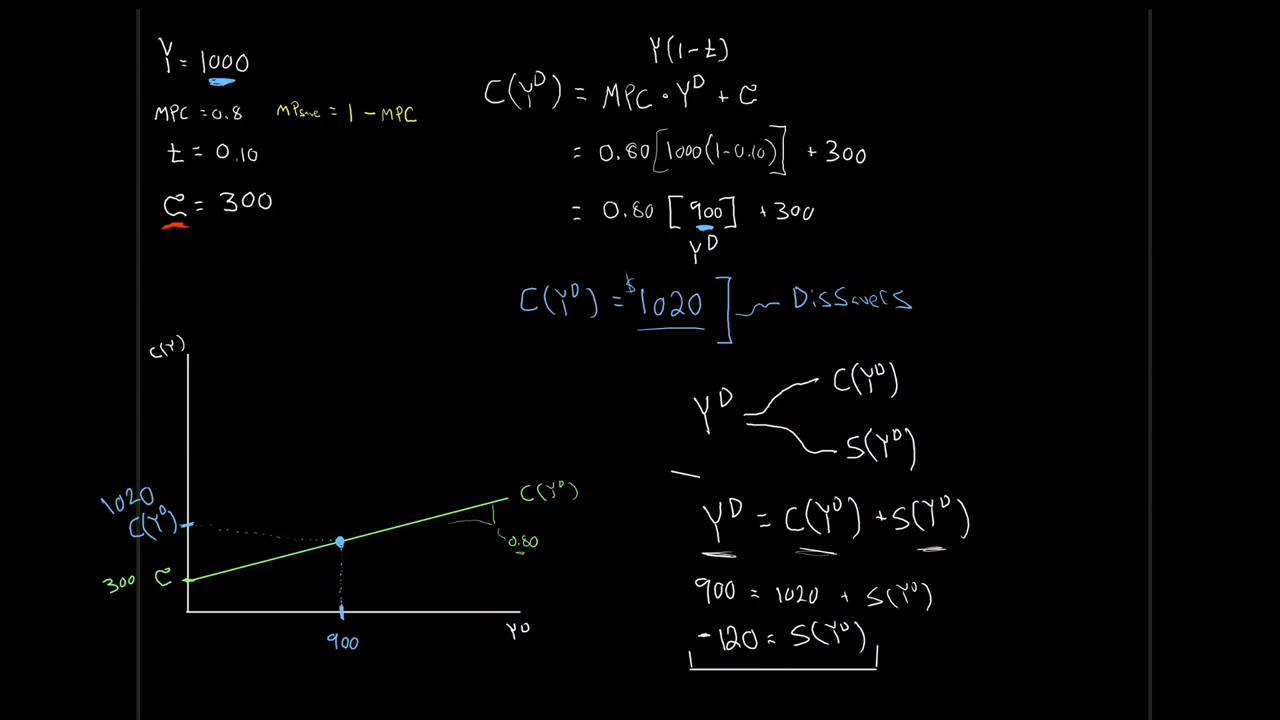 Y = 1000
MPC = 0.8 MPsave = 1 - MPC
t = 0.10
C̄ = 300
Y(1-t)
C(Y^D) = MPC · Y^D + C̄
= 0.80[1000(1-0.10)] + 300
= 0.80 [900] + 300
Y^D
C(Y^D) = $1020 ] ~ DisSavers
Y^D
C(Y^D)
S(Y^D)
Y^D = C(Y^D) + S(Y^D)
900 = 1020 + S(Y^D)
-120 = S(Y^D)
C(Y)
1020
C(Y^D)
300 C̄
C(Y^D)
0.80
900
Y^D